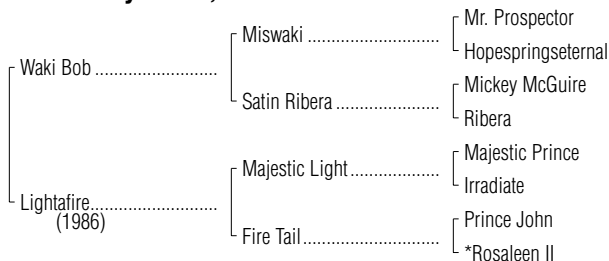 Mr. Prospector
Miswaki ............................
Hopespringseternal
Waki Bob ..........................
Mickey McGuire
Satin Ribera ......................
Ribera
Majestic Prince
Majestic Light...................
Irradiate
Lightafire...........................
(1986)
Prince John
Fire Tail.............................
*Rosaleen II